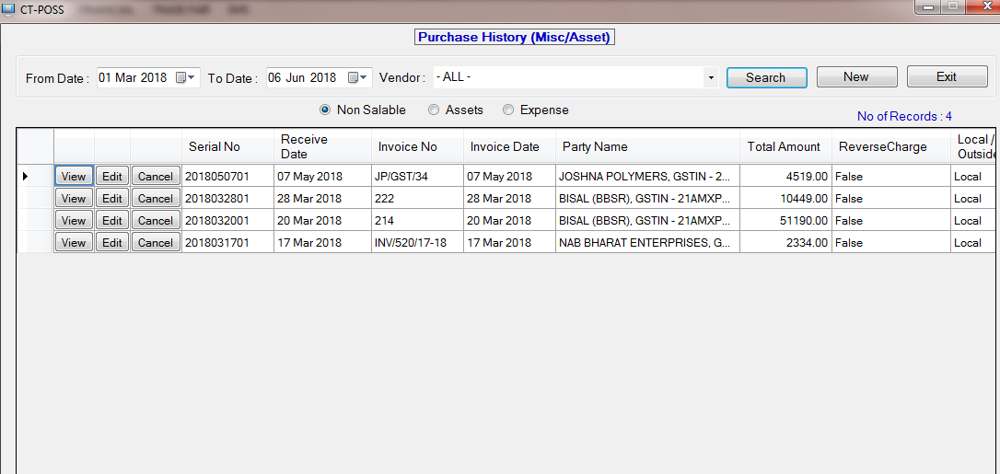 CT-POSS
Purchase History (Misc/Asset)
From Date : 01 Mar 2018 To Date : 06 Jun 2018 Vendor : - ALL - Search New Exit
Non Salable Assets Expense
No of Records : 4
Serial No Receive Date Invoice No Invoice Date Party Name Total Amount ReverseCharge Local / Outside
View Edit Cancel 2018050701 07 May 2018 JP/GST/34 07 May 2018 JOSHNA POLYMERS, GSTIN - 2... 4519.00 False Local
View Edit Cancel 2018032801 28 Mar 2018 222 28 Mar 2018 BISAL (BBSR), GSTIN - 21AMXP... 10449.00 False Local
View Edit Cancel 2018032001 20 Mar 2018 214 20 Mar 2018 BISAL (BBSR), GSTIN - 21AMXP... 51190.00 False Local
View Edit Cancel 2018031701 17 Mar 2018 INV/520/17-18 17 Mar 2018 NAB BHARAT ENTERPRISES, G... 2334.00 False Local